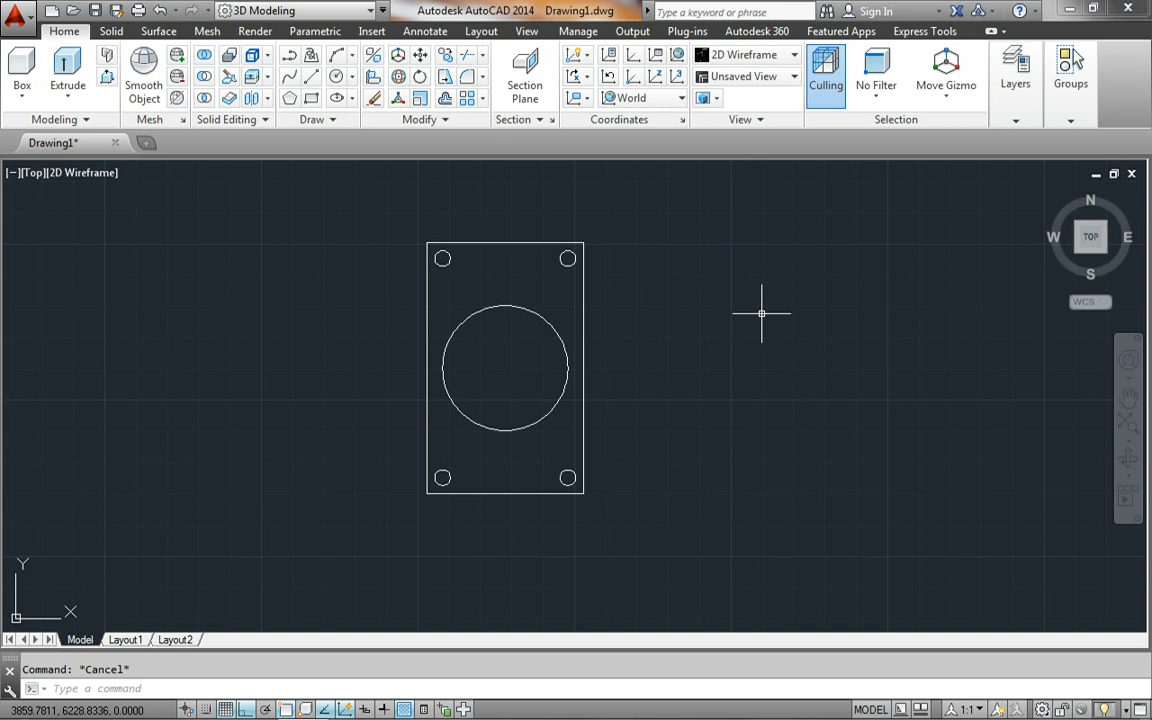 3D Modeling
Autodesk AutoCAD 2014 Drawing1.dwg
Type a keyword or phrase
Sign In
Home Solid Surface Mesh Render Parametric Insert Annotate Layout View Manage Output Plug-ins Autodesk 360 Featured Apps Express Tools
2D Wireframe
Unsaved View
World
Box
Extrude
Smooth
Object
Section
Plane
Culling
No Filter
Move Gizmo
Layers
Groups
Modeling
Mesh
Solid Editing
Draw
Modify
Section
Coordinates
View
Selection
Drawing1*
[−][Top][2D Wireframe]
N
W
TOP
E
S
WCS
Y
X
Model Layout1 Layout2
Command: *Cancel*
Type a command
3859.7811, 6228.8336, 0.0000
MODEL
1:1